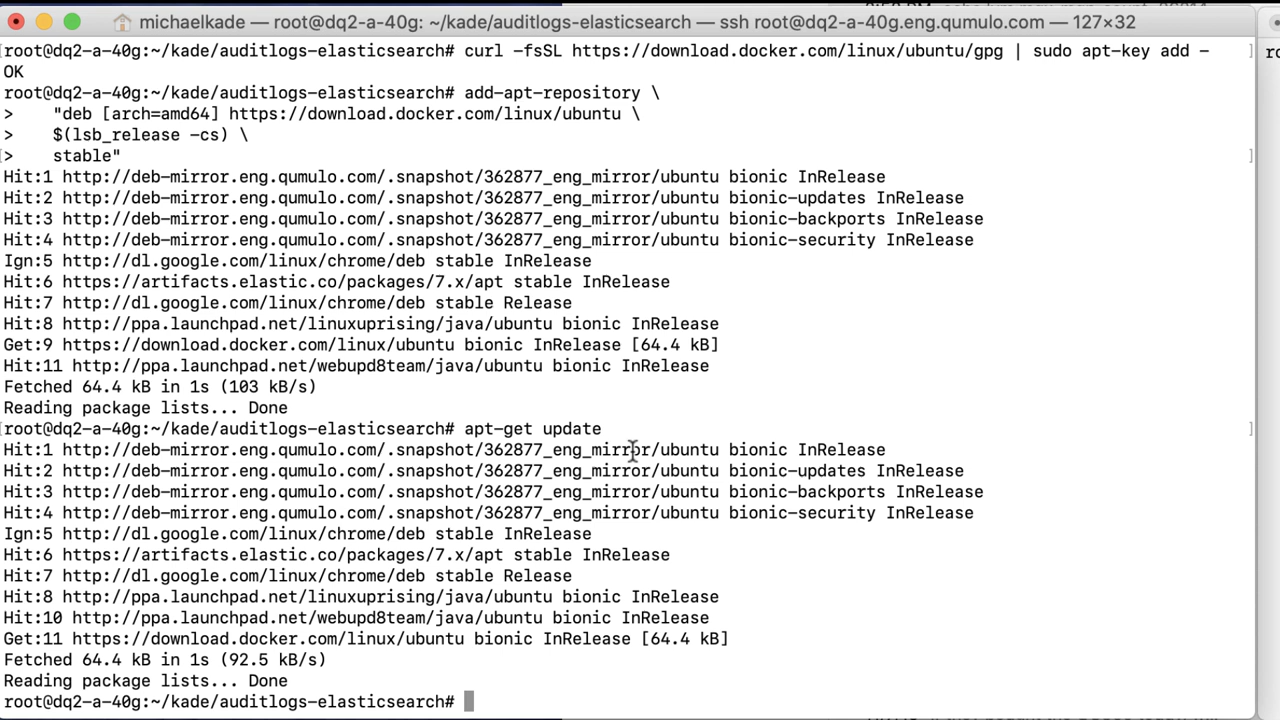 michaelkade — root@dq2-a-40g: ~/kade/auditlogs-elasticsearch — ssh root@dq2-a-40g.eng.qumulo.com — 127×32
root@dq2-a-40g:~/kade/auditlogs-elasticsearch# curl -fsSL https://download.docker.com/linux/ubuntu/gpg | sudo apt-key add -
OK
root@dq2-a-40g:~/kade/auditlogs-elasticsearch# add-apt-repository \
>    "deb [arch=amd64] https://download.docker.com/linux/ubuntu \
>    $(lsb_release -cs) \
>    stable"
Hit:1 http://deb-mirror.eng.qumulo.com/.snapshot/362877_eng_mirror/ubuntu bionic InRelease
Hit:2 http://deb-mirror.eng.qumulo.com/.snapshot/362877_eng_mirror/ubuntu bionic-updates InRelease
Hit:3 http://deb-mirror.eng.qumulo.com/.snapshot/362877_eng_mirror/ubuntu bionic-backports InRelease
Hit:4 http://deb-mirror.eng.qumulo.com/.snapshot/362877_eng_mirror/ubuntu bionic-security InRelease
Ign:5 http://dl.google.com/linux/chrome/deb stable InRelease
Hit:6 https://artifacts.elastic.co/packages/7.x/apt stable InRelease
Hit:7 http://dl.google.com/linux/chrome/deb stable Release
Hit:8 http://ppa.launchpad.net/linuxuprising/java/ubuntu bionic InRelease
Get:9 https://download.docker.com/linux/ubuntu bionic InRelease [64.4 kB]
Hit:11 http://ppa.launchpad.net/webupd8team/java/ubuntu bionic InRelease
Fetched 64.4 kB in 1s (103 kB/s)
Reading package lists... Done
root@dq2-a-40g:~/kade/auditlogs-elasticsearch# apt-get update
Hit:1 http://deb-mirror.eng.qumulo.com/.snapshot/362877_eng_mirror/ubuntu bionic InRelease
Hit:2 http://deb-mirror.eng.qumulo.com/.snapshot/362877_eng_mirror/ubuntu bionic-updates InRelease
Hit:3 http://deb-mirror.eng.qumulo.com/.snapshot/362877_eng_mirror/ubuntu bionic-backports InRelease
Hit:4 http://deb-mirror.eng.qumulo.com/.snapshot/362877_eng_mirror/ubuntu bionic-security InRelease
Ign:5 http://dl.google.com/linux/chrome/deb stable InRelease
Hit:6 https://artifacts.elastic.co/packages/7.x/apt stable InRelease
Hit:7 http://dl.google.com/linux/chrome/deb stable Release
Hit:8 http://ppa.launchpad.net/linuxuprising/java/ubuntu bionic InRelease
Hit:10 http://ppa.launchpad.net/webupd8team/java/ubuntu bionic InRelease
Get:11 https://download.docker.com/linux/ubuntu bionic InRelease [64.4 kB]
Fetched 64.4 kB in 1s (92.5 kB/s)
Reading package lists... Done
root@dq2-a-40g:~/kade/auditlogs-elasticsearch#